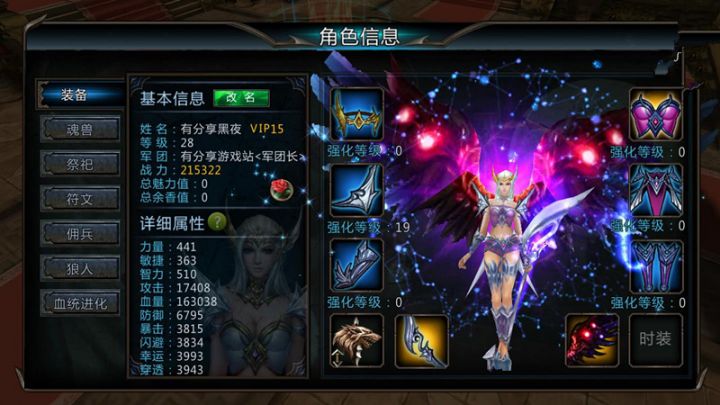 角色信息
装备
魂兽
祭祀
符文
佣兵
狼人
血统进化
基本信息 改名
姓名：有分享黑夜 VIP15
等级：28
军团：有分享游戏站<军团长>
战力：215322
总魅力值：0
总余香值：0
详细属性 ?
力量：441
敏捷：363
智力：510
攻击：17408
血量：163038
防御：6795
暴击：3815
闪避：3834
幸运：3993
穿透：3943
强化等级：0
强化等级：19
强化等级：0
强化等级：0
强化等级：0
强化等级：0
时装